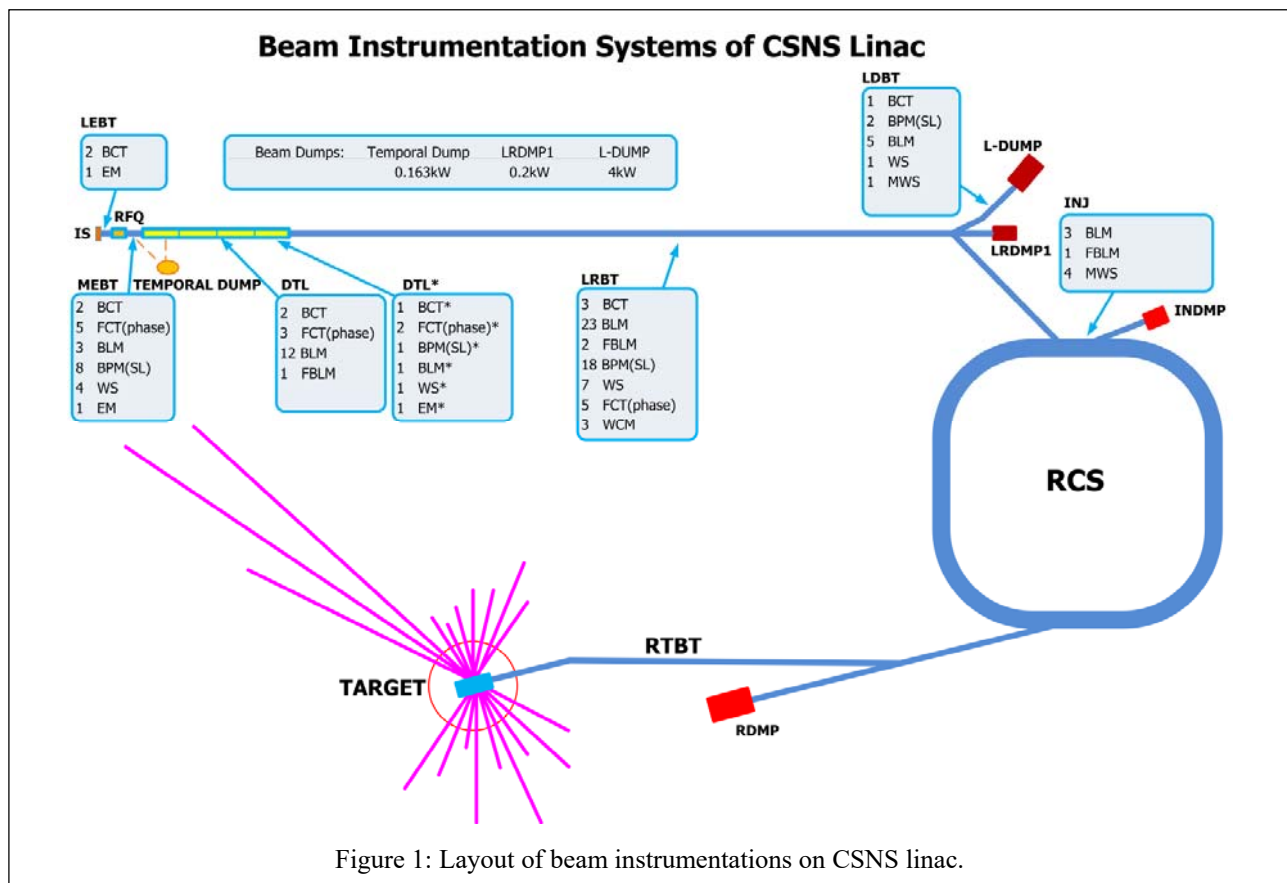 Beam Instrumentation Systems of CSNS Linac
LEBT
2 BCT
1 EM
Beam Dumps: Temporal Dump LRDMP1 L-DUMP
0.163kW 0.2kW 4kW
LDBT
1 BCT
2 BPM(SL)
5 BLM
1 WS
1 MWS
L-DUMP
IS
RFQ
LRDMP1
INJ
3 BLM
1 FBLM
4 MWS
INDMP
TEMPORAL DUMP
MEBT
2 BCT
5 FCT(phase)
3 BLM
8 BPM(SL)
4 WS
1 EM
DTL
2 BCT
3 FCT(phase)
12 BLM
1 FBLM
DTL*
1 BCT*
2 FCT(phase)*
1 BPM(SL)*
1 BLM*
1 WS*
1 EM*
LRBT
3 BCT
23 BLM
2 FBLM
18 BPM(SL)
7 WS
5 FCT(phase)
3 WCM
RCS
RTBT
TARGET
RDMP
Figure 1: Layout of beam instrumentations on CSNS linac.